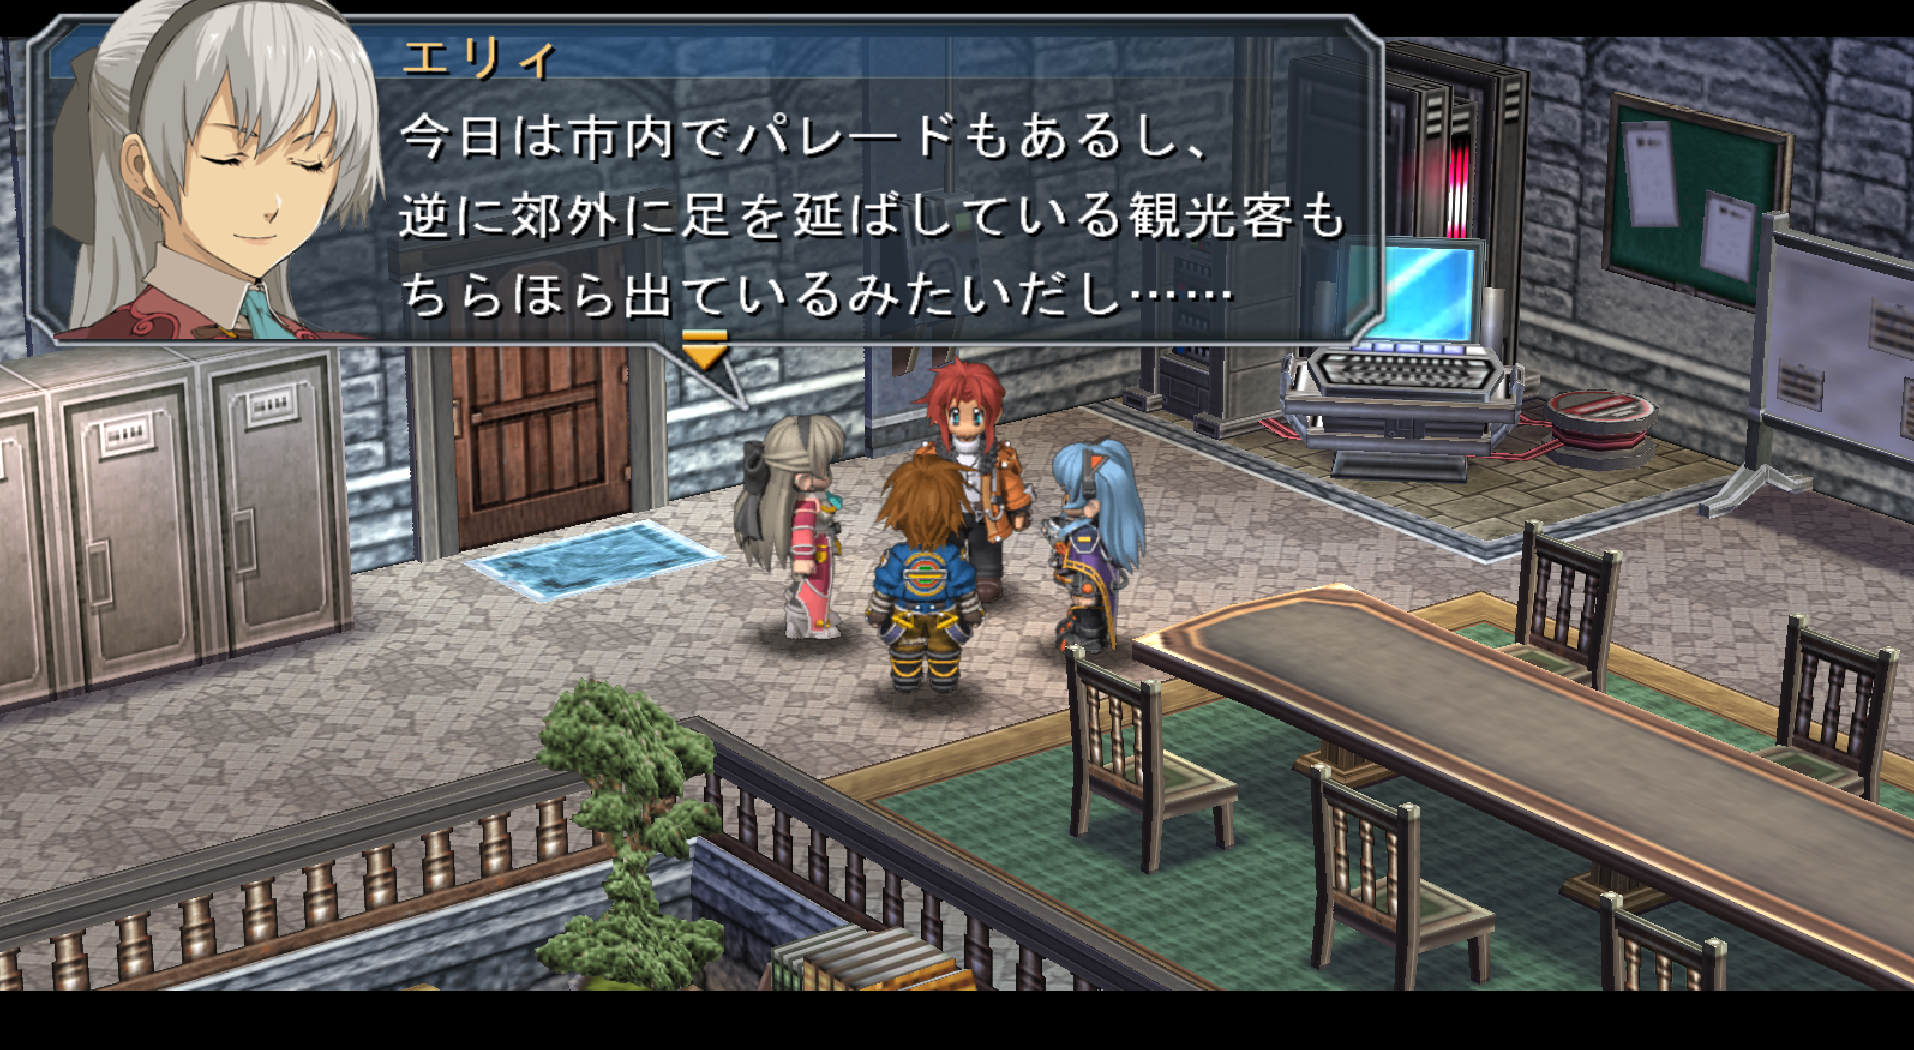 エリィ
今日は市内でパレードもあるし、
逆に郊外に足を延ばしている観光客も
ちらほら出ているみたいだし……